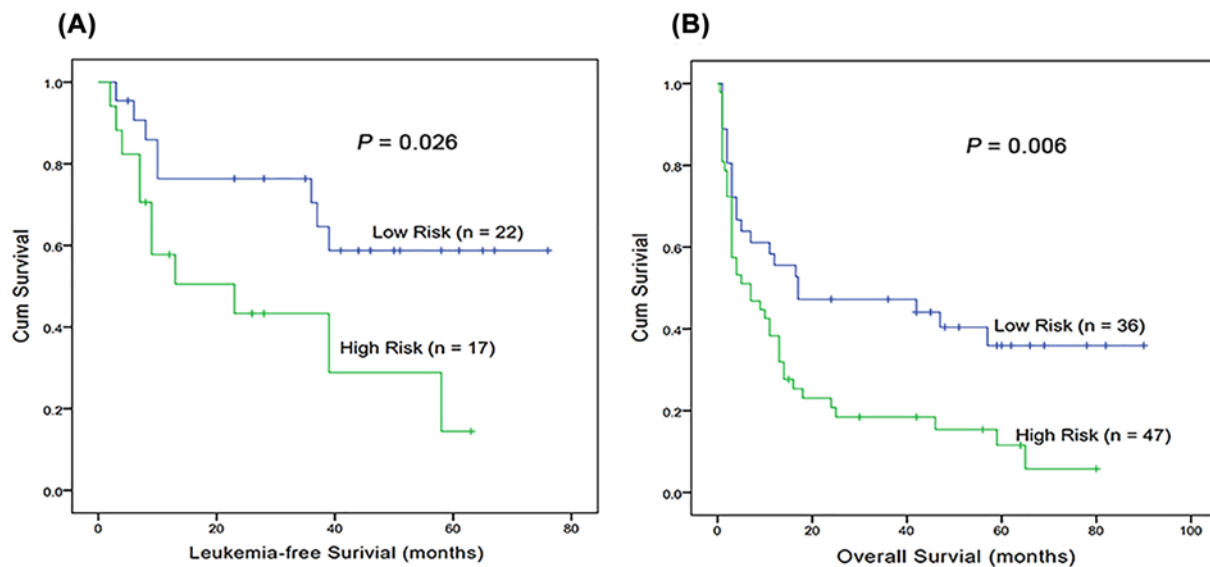 (A)
Cum Survival
1.0
0.8
0.6
0.4
0.2
0.0
P = 0.026
Low Risk (n = 22)
High Risk (n = 17)
0 20 40 60 80
Leukemia-free Surivial (months)
(B)
Cum Survival
1.0
0.8
0.6
0.4
0.2
0.0
P = 0.006
Low Risk (n = 36)
High Risk (n = 47)
0 20 40 60 80 100
Overall Survial (months)